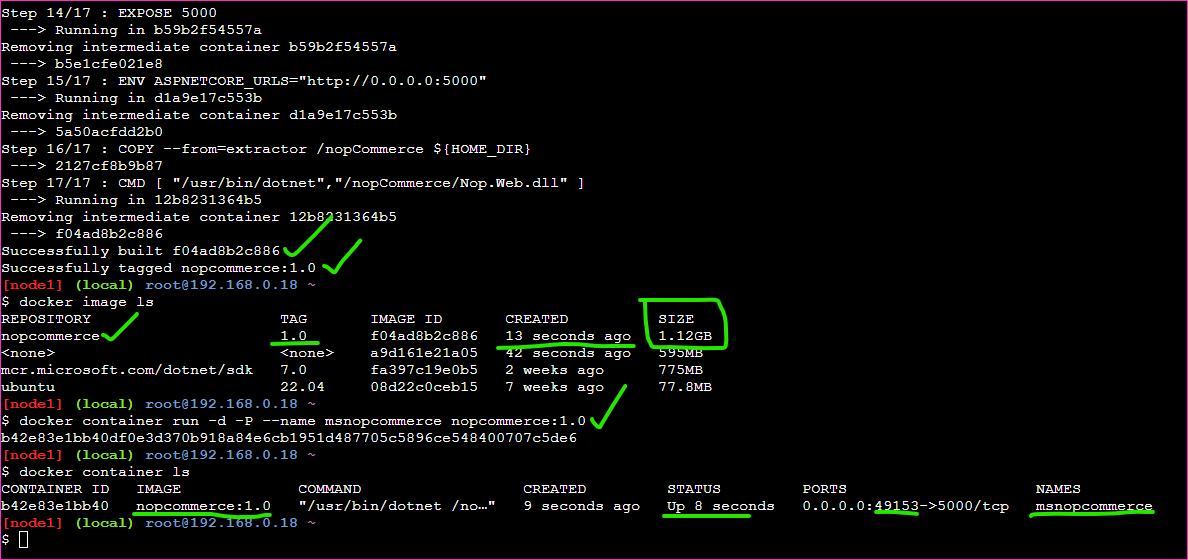 Step 14/17 : EXPOSE 5000
 ---> Running in b59b2f54557a
Removing intermediate container b59b2f54557a
 ---> b5e1cfe021e8
Step 15/17 : ENV ASPNETCORE_URLS="http://0.0.0.0:5000"
 ---> Running in d1a9e17c553b
Removing intermediate container d1a9e17c553b
 ---> 5a50acfdd2b0
Step 16/17 : COPY --from=extractor /nopCommerce ${HOME_DIR}
 ---> 2127cf8b9b87
Step 17/17 : CMD [ "/usr/bin/dotnet","/nopCommerce/Nop.Web.dll" ]
 ---> Running in 12b8231364b5
Removing intermediate container 12b8231364b5
 ---> f04ad8b2c886
Successfully built f04ad8b2c886
Successfully tagged nopcommerce:1.0
[node1] (local) root@192.168.0.18 ~
$ docker image ls
REPOSITORY TAG IMAGE ID CREATED SIZE
nopcommerce 1.0 f04ad8b2c886 13 seconds ago 1.12GB
<none> <none> a9d161e21a05 42 seconds ago 595MB
mcr.microsoft.com/dotnet/sdk 7.0 fa397c19e0b5 2 weeks ago 775MB
ubuntu 22.04 08d22c0ceb15 7 weeks ago 77.8MB
[node1] (local) root@192.168.0.18 ~
$ docker container run -d -P --name msnopcommerce nopcommerce:1.0
b42e83e1bb40df0e3d370b918a84e6cb1951d487705c5896ce548400707c5de6
[node1] (local) root@192.168.0.18 ~
$ docker container ls
CONTAINER ID IMAGE COMMAND CREATED STATUS PORTS NAMES
b42e83e1bb40 nopcommerce:1.0 "/usr/bin/dotnet /no…" 9 seconds ago Up 8 seconds 0.0.0.0:49153->5000/tcp msnopcommerce
[node1] (local) root@192.168.0.18 ~
$